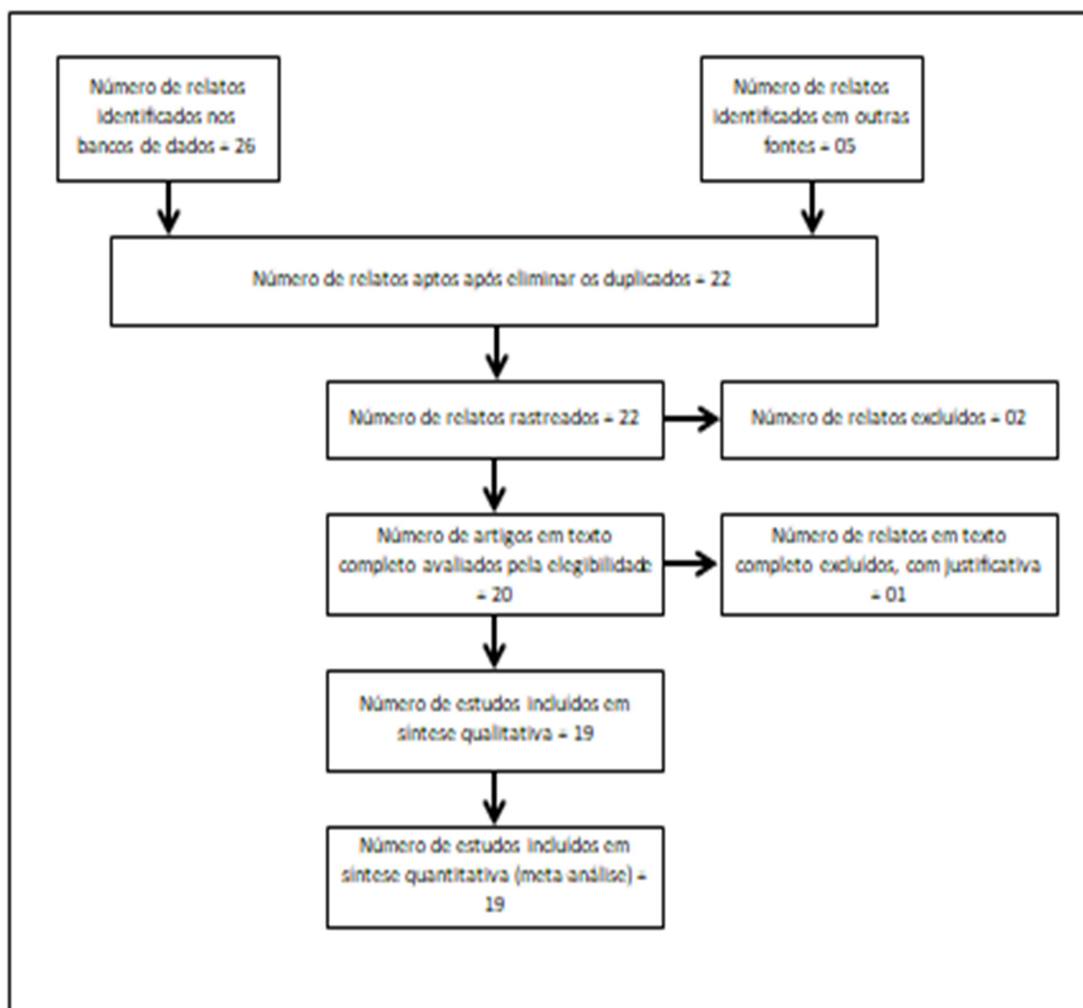 Número de relatos
identificados nos
bancos de dados = 26
Número de relatos
identificados em outras
fontes = 05
Número de relatos aptos após eliminar os duplicados = 22
Número de relatos rastreados = 22
Número de relatos excluídos = 02
Número de artigos em texto
completo avaliados pela elegibilidade
= 20
Número de relatos em texto
completo excluídos, com justificativa
= 01
Número de estudos incluídos em
síntese qualitativa = 19
Número de estudos incluídos em
síntese quantitativa (meta análise) =
19